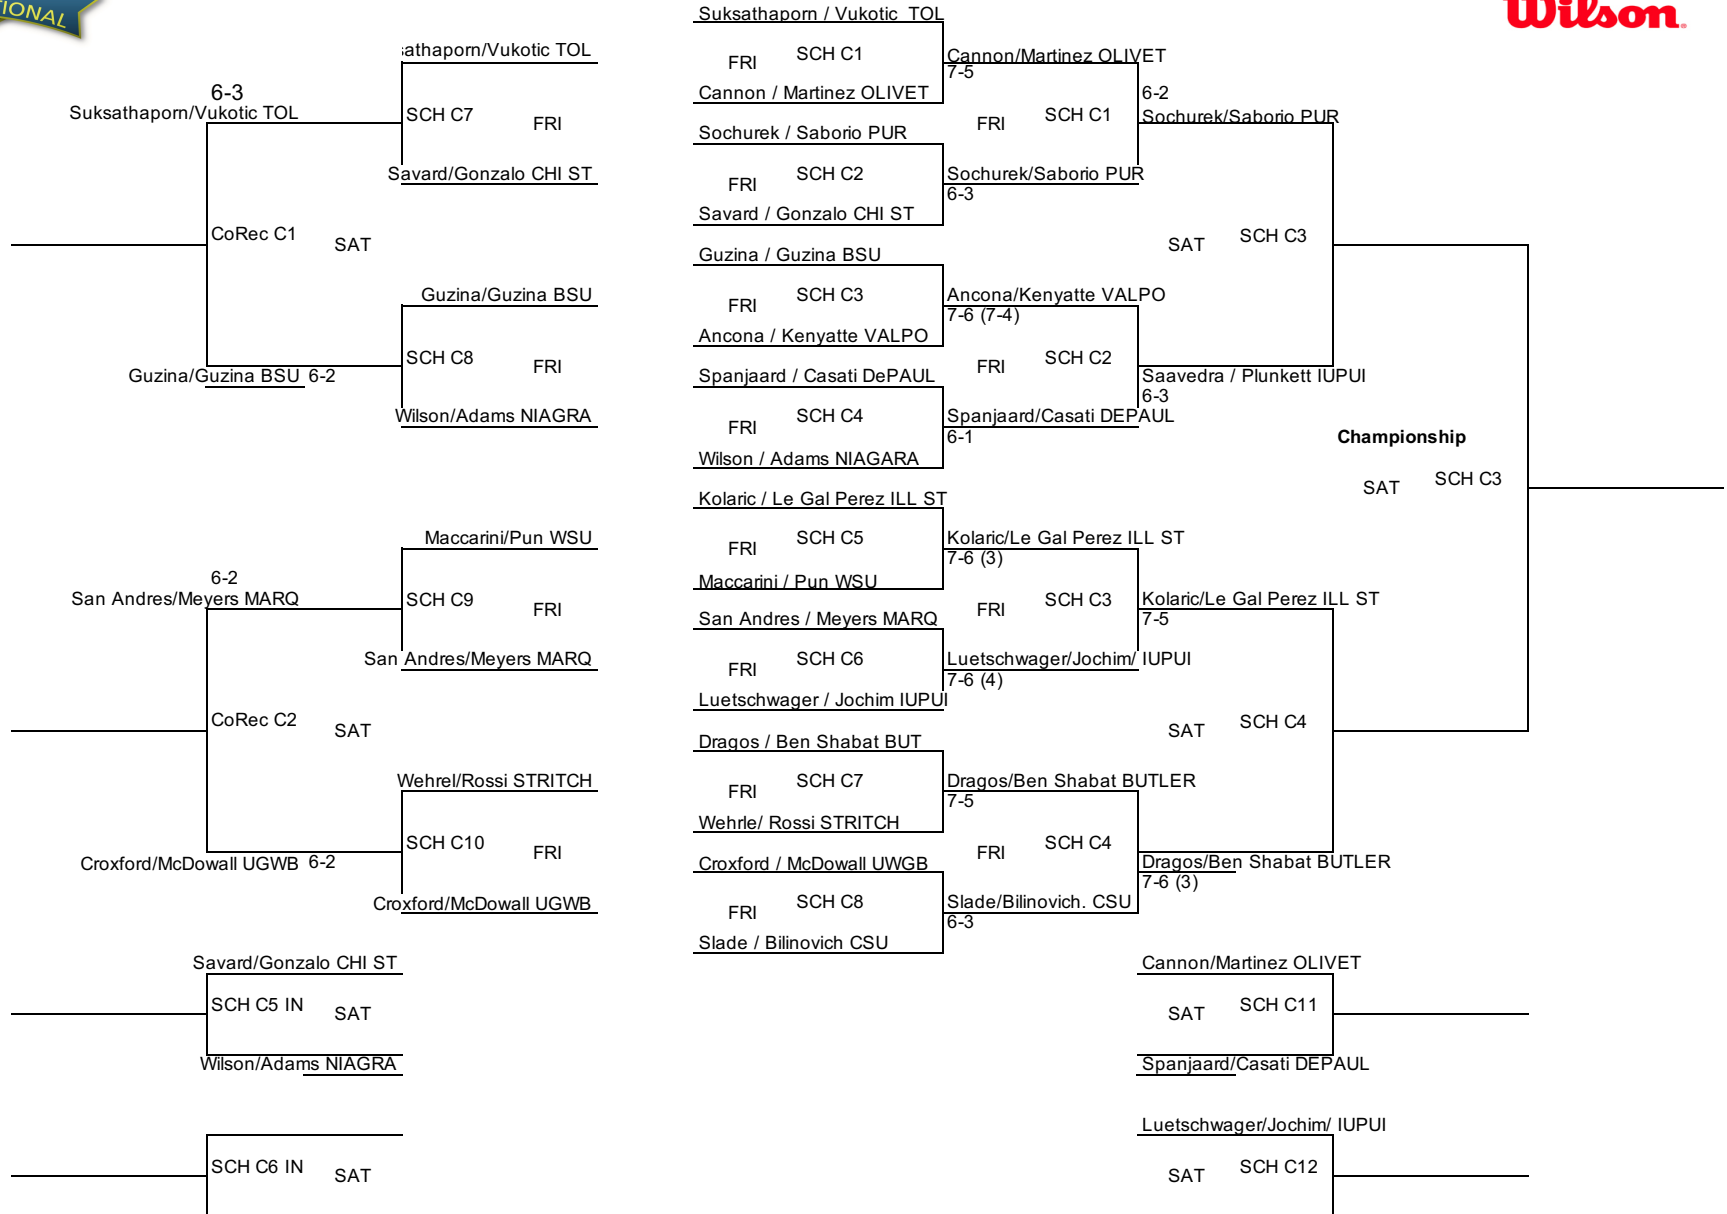 TIONAL
Wilson.
Suksathaporn / Vukotic TOL
FRI SCH C1
Cannon / Martinez OLIVET
Sochurek / Saborio PUR
FRI SCH C2
Savard / Gonzalo CHI ST
Guzina / Guzina BSU
FRI SCH C3
Ancona / Kenyatte VALPO
Spanjaard / Casati DePAUL
FRI SCH C4
Wilson / Adams NIAGARA
Kolaric / Le Gal Perez ILL ST
FRI SCH C5
Maccarini / Pun WSU
San Andres / Meyers MARQ
FRI SCH C6
Luetschwager / Jochim IUPUI
Dragos / Ben Shabat BUT
FRI SCH C7
Wehrle/ Rossi STRITCH
Croxford / McDowall UWGB
FRI SCH C8
Slade / Bilinovich CSU
Cannon/Martinez OLIVET
7-5
FRI SCH C1
Sochurek/Saborio PUR
6-3
Ancona/Kenyatte VALPO
7-6 (7-4)
FRI SCH C2
Spanjaard/Casati DEPAUL
6-1
Kolaric/Le Gal Perez ILL ST
7-6 (3)
FRI SCH C3
Luetschwager/Jochim/ IUPUI
7-6 (4)
Dragos/Ben Shabat BUTLER
7-5
FRI SCH C4
Slade/Bilinovich. CSU
6-3
6-2
Sochurek/Saborio PUR
SAT SCH C3
Saavedra / Plunkett IUPUI
6-3
Kolaric/Le Gal Perez ILL ST
7-5
SAT SCH C4
Dragos/Ben Shabat BUTLER
7-6 (3)
Championship
SAT SCH C3
Cannon/Martinez OLIVET
SAT SCH C11
Spanjaard/Casati DEPAUL
Luetschwager/Jochim/ IUPUI
SAT SCH C12
athaporn/Vukotic TOL
SCH C7 FRI
Savard/Gonzalo CHI ST
Guzina/Guzina BSU
SCH C8 FRI
Wilson/Adams NIAGRA
Maccarini/Pun WSU
SCH C9 FRI
San Andres/Meyers MARQ
Wehrel/Rossi STRITCH
SCH C10 FRI
Croxford/McDowall UGWB
6-3
Suksathaporn/Vukotic TOL
CoRec C1 SAT
Guzina/Guzina BSU 6-2
6-2
San Andres/Meyers MARQ
CoRec C2 SAT
Croxford/McDowall UGWB 6-2
Savard/Gonzalo CHI ST
SCH C5 IN SAT
Wilson/Adams NIAGRA
SCH C6 IN SAT